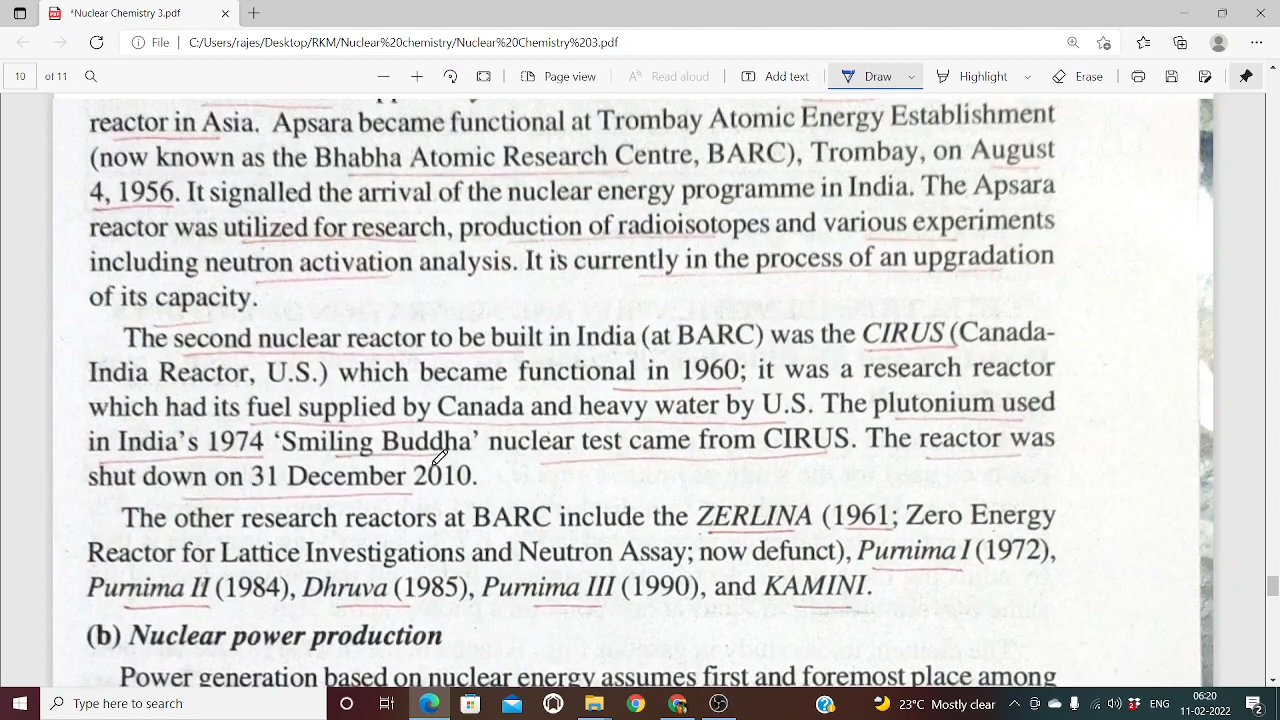 *Nuclear Chemistry 3.pdf
File | C:/Users/rajes/Desktop/RKM/Nuclear%20chemistry/Nuclear%20Chemistry%203.pdf
10 of 11 Page view Read aloud Add text Draw Highlight Erase
reactor in Asia. Apsara became functional at Trombay Atomic Energy Establishment
(now known as the Bhabha Atomic Research Centre, BARC), Trombay, on August
4, 1956. It signalled the arrival of the nuclear energy programme in India. The Apsara
reactor was utilized for research, production of radioisotopes and various experiments
including neutron activation analysis. It is currently in the process of an upgradation
of its capacity.
The second nuclear reactor to be built in India (at BARC) was the CIRUS (Canada-
India Reactor, U.S.) which became functional in 1960; it was a research reactor
which had its fuel supplied by Canada and heavy water by U.S. The plutonium used
in India's 1974 'Smiling Buddha' nuclear test came from CIRUS. The reactor was
shut down on 31 December 2010.
The other research reactors at BARC include the ZERLINA (1961; Zero Energy
Reactor for Lattice Investigations and Neutron Assay; now defunct), Purnima I (1972),
Purnima II (1984), Dhruva (1985), Purnima III (1990), and KAMINI.
(b) Nuclear power production
Power generation based on nuclear energy assumes first and foremost place among
Type here to search 23°C Mostly clear ENG 06:20
11-02-2022 27